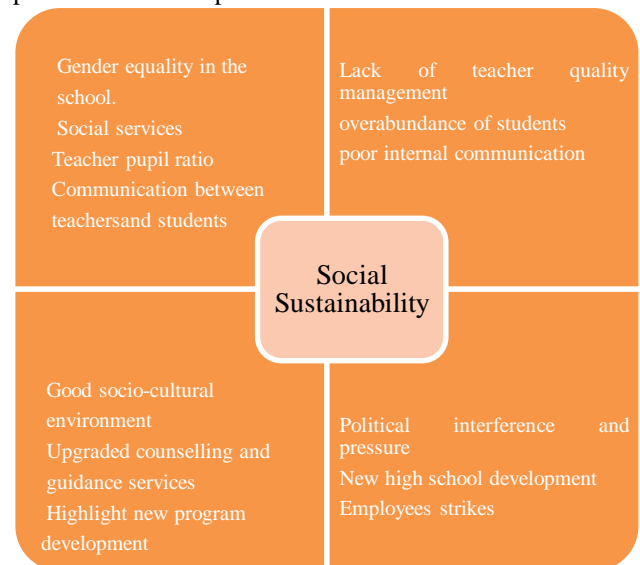 Gender equality in the
school.
Social services
Teacher pupil ratio
Communication between
teachersand students
Lack of teacher quality
management
overabundance of students
poor internal communication
Social
Sustainability
Good socio-cultural
environment
Upgraded counselling and
guidance services
Highlight new program
development
Political interference and
pressure
New high school development
Employees strikes